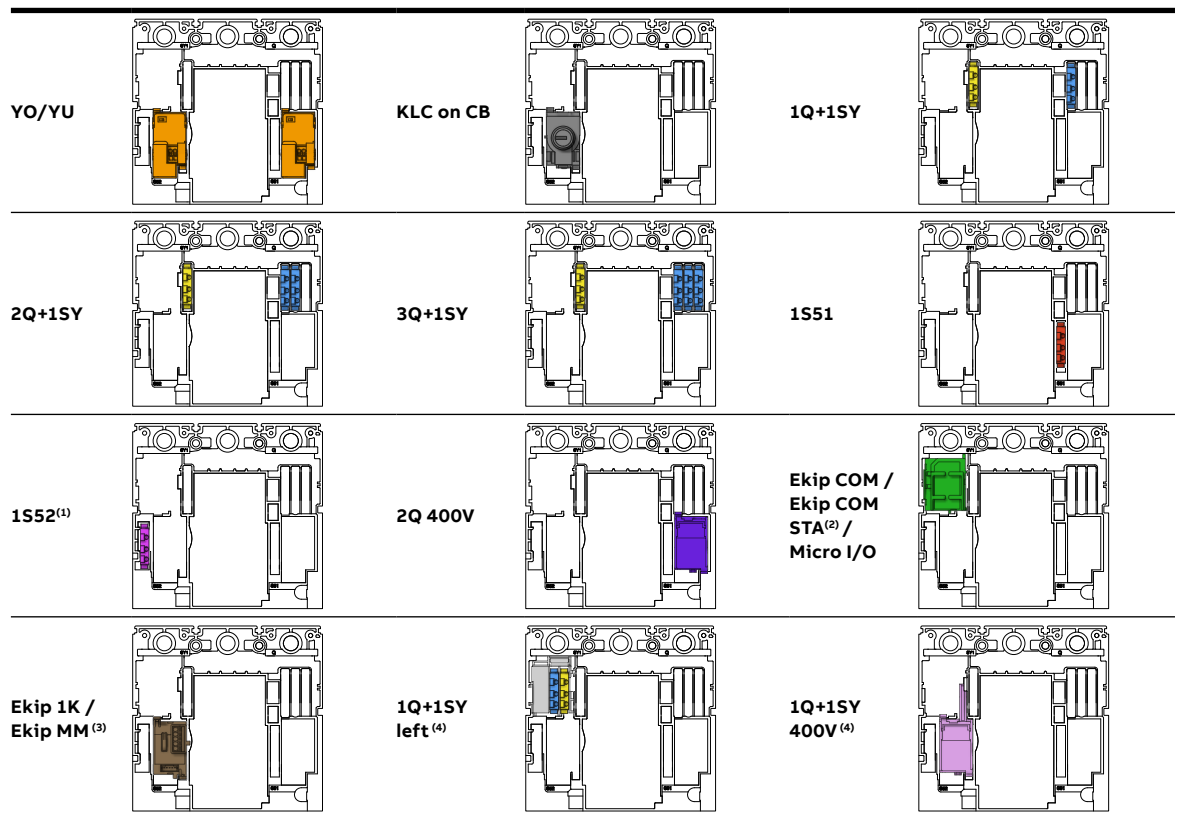 YO/YU
KLC on CB
1Q+1SY
2Q+1SY
3Q+1SY
1S51
1S52(1)
2Q 400V
Ekip COM /
Ekip COM
STA(2) /
Micro I/O
Ekip 1K /
Ekip MM (3)
1Q+1SY
left (4)
1Q+1SY
400V (4)